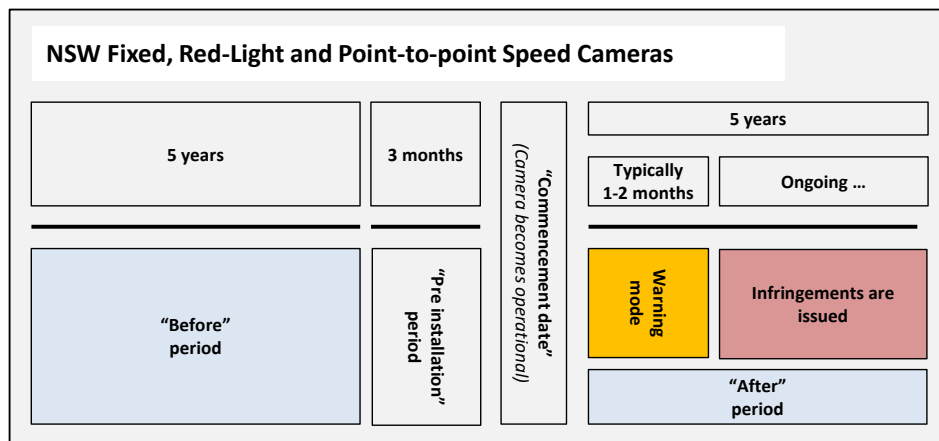 NSW Fixed, Red-Light and Point-to-point Speed Cameras
5 years
3 months
“Commencement date”
(Camera becomes operational)
5 years
Typically
1-2 months
Ongoing …
“Before”
period
“Pre installation”
period
Warning
mode
Infringements are
issued
“After”
period